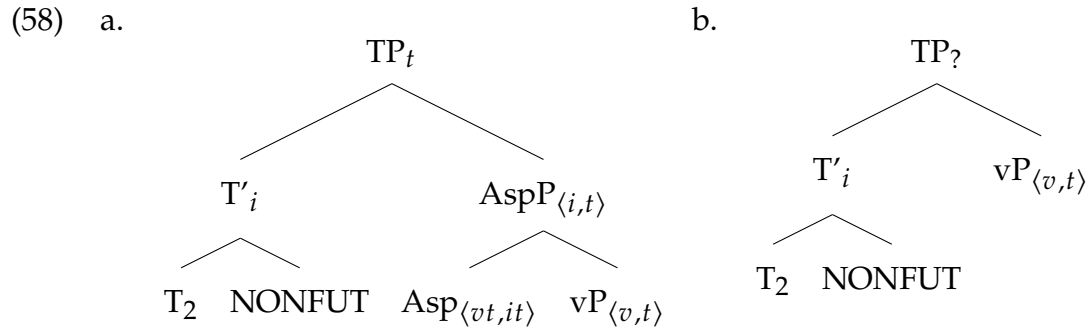 (58) a. b.
TP_t TP_?
T'_i AspP_⟨i,t⟩ T'_i vP_⟨v,t⟩
T_2 NONFUT Asp_⟨vt,it⟩ vP_⟨v,t⟩ T_2 NONFUT